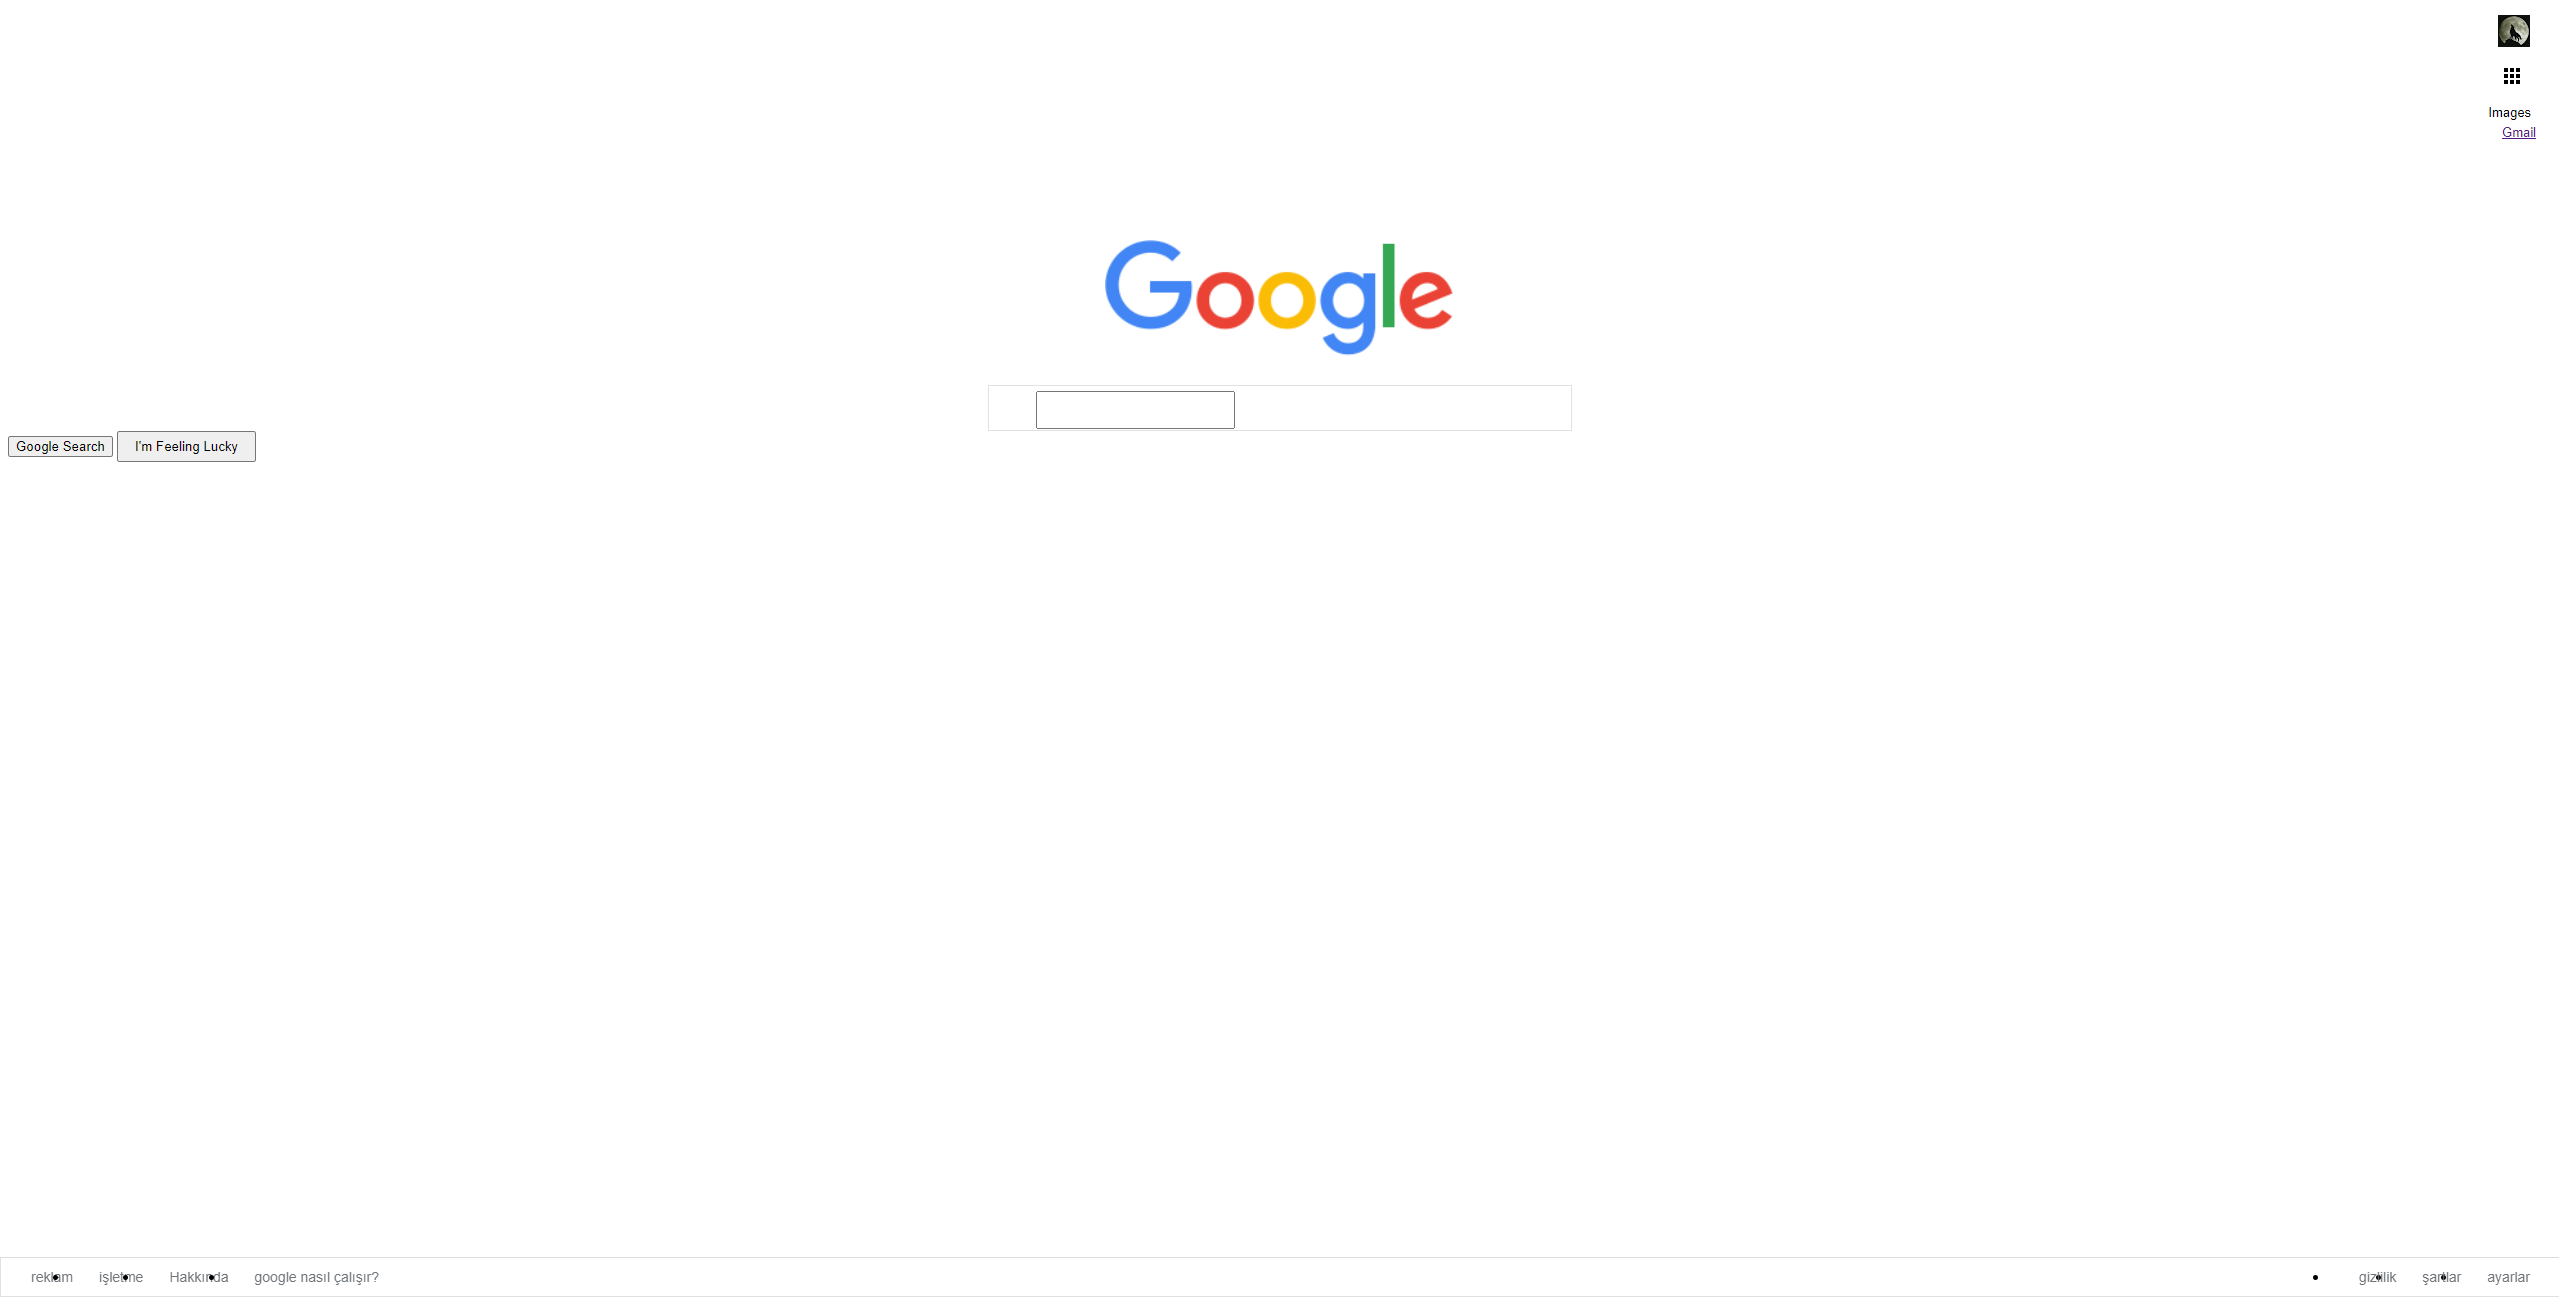 Images
Gmail
Google
Google Search I'm Feeling Lucky
reklam işletme Hakkında google nasıl çalışır? gizlilik şartlar ayarlar